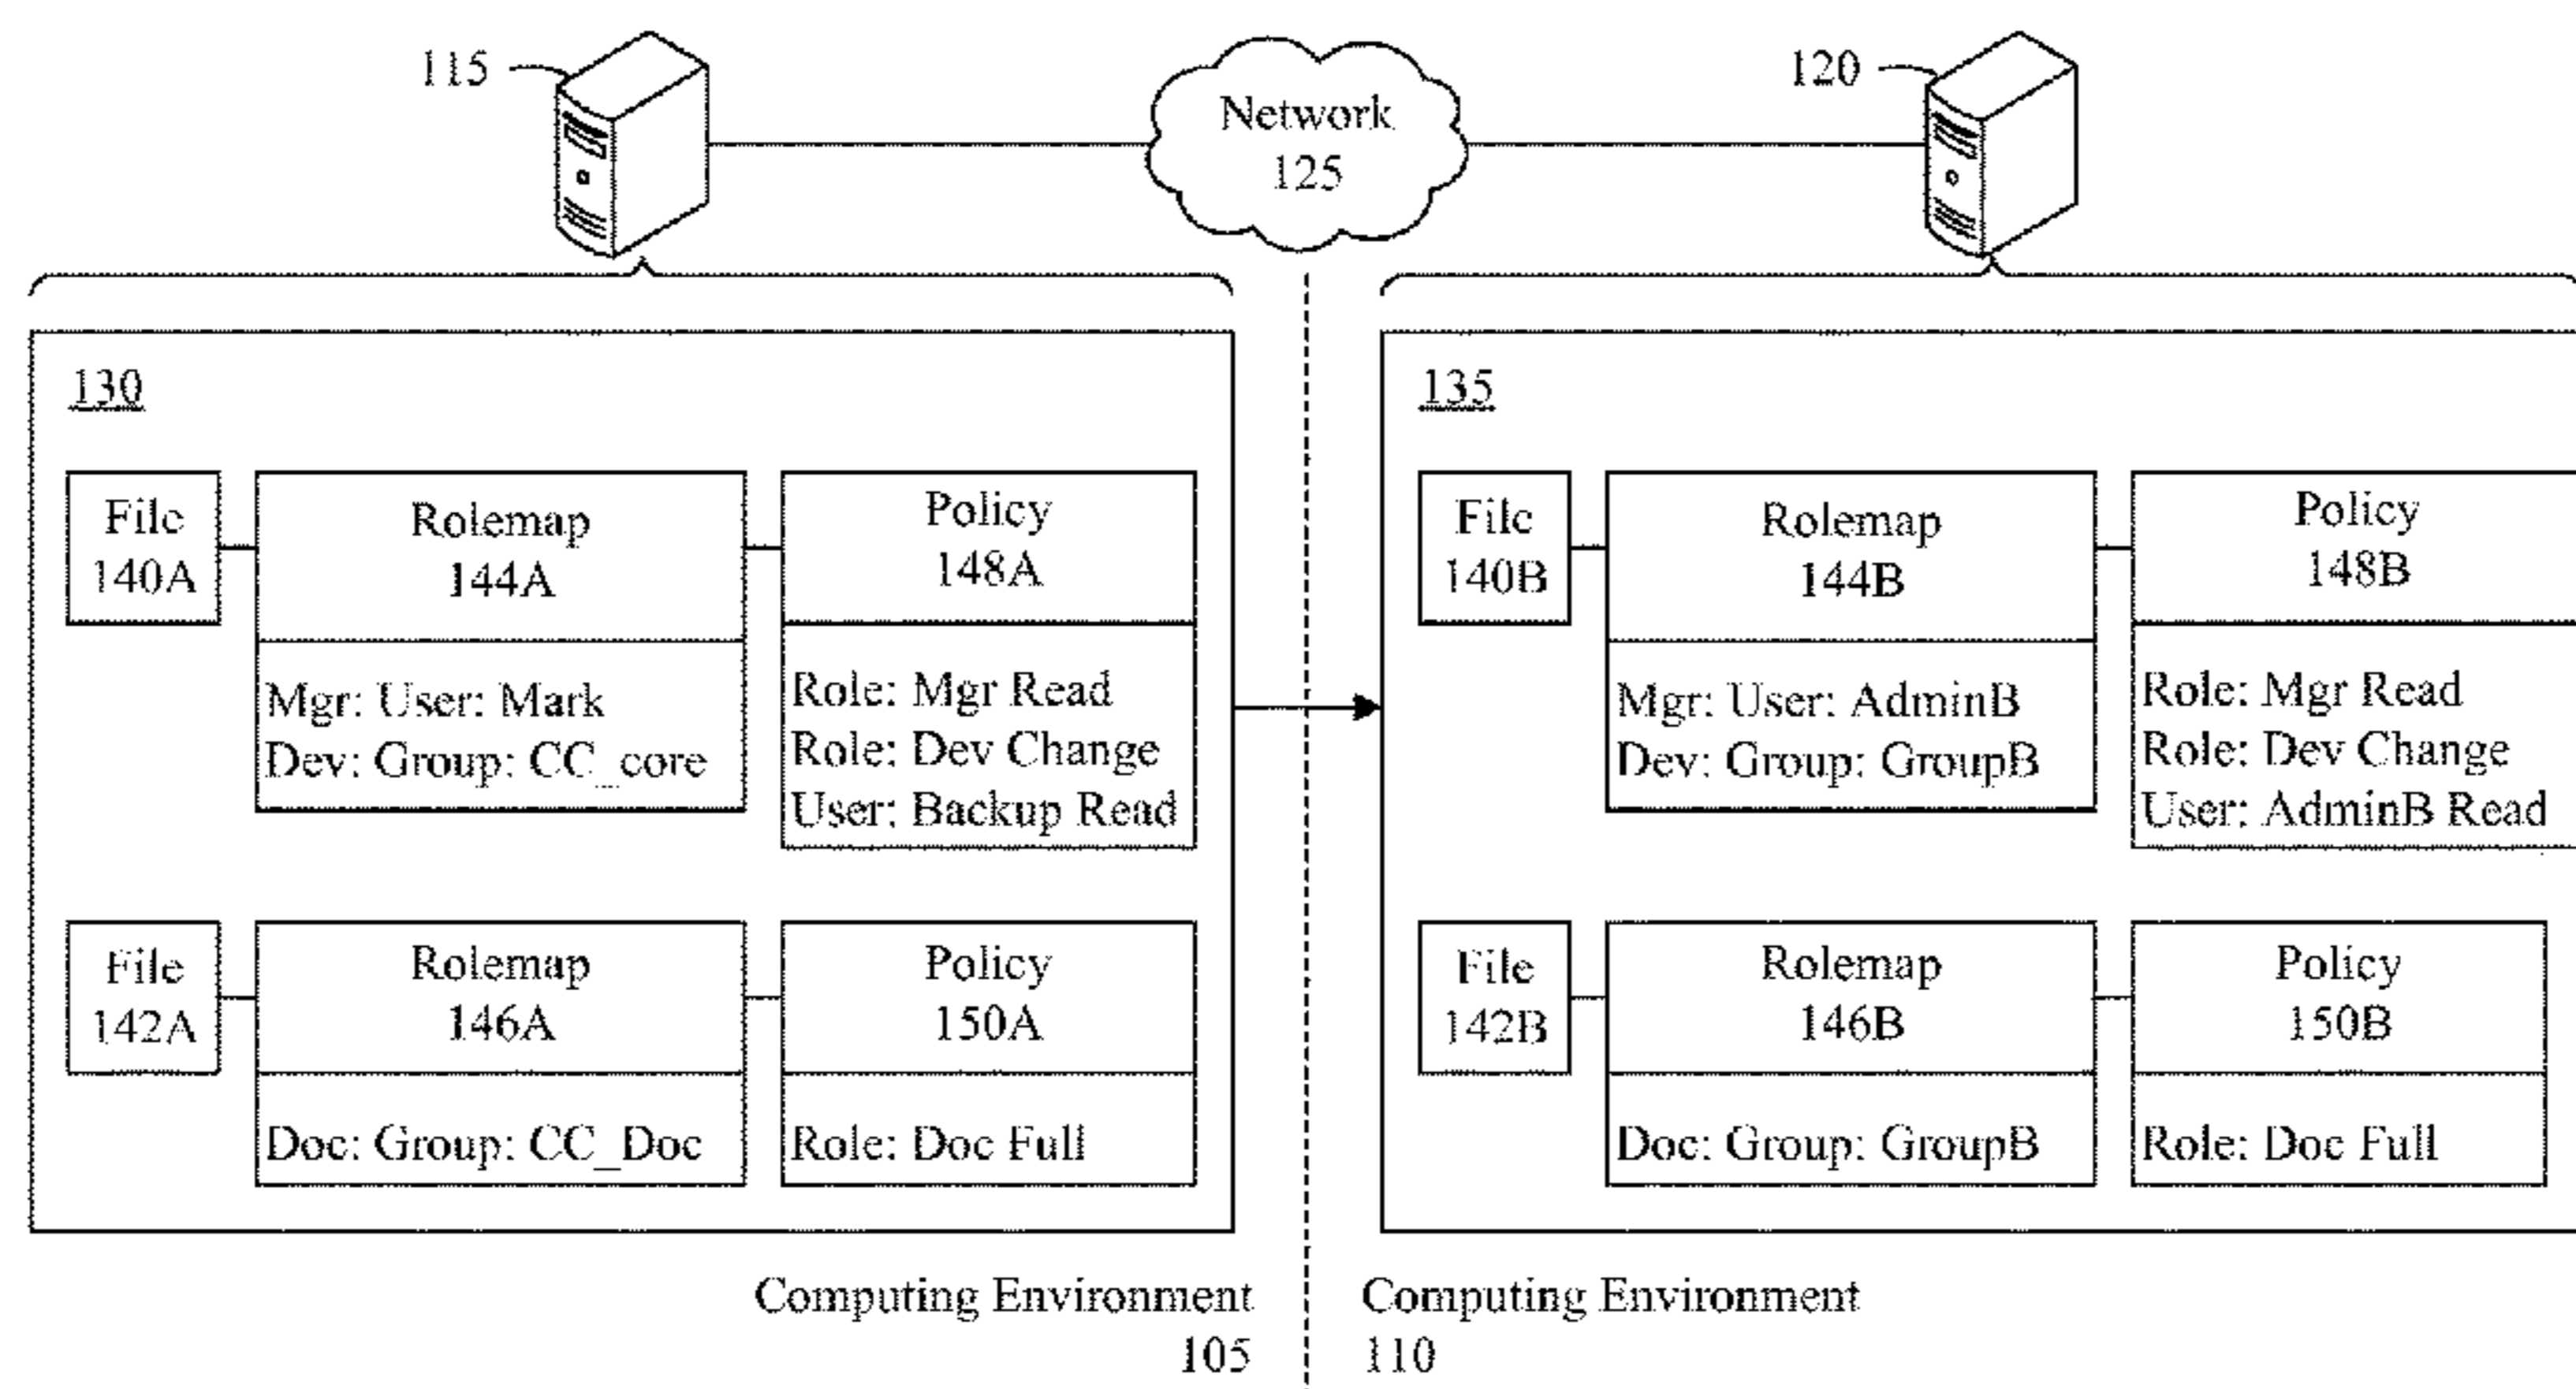 115
Network
125
120
130
File
140A
Rolemap
144A
Mgr: User: Mark
Dev: Group: CC_core
Policy
148A
Role: Mgr Read
Role: Dev Change
User: Backup Read
File
142A
Rolemap
146A
Doc: Group: CC_Doc
Policy
150A
Role: Doc Full
135
File
140B
Rolemap
144B
Mgr: User: AdminB
Dev: Group: GroupB
Policy
148B
Role: Mgr Read
Role: Dev Change
User: AdminB Read
File
142B
Rolemap
146B
Doc: Group: GroupB
Policy
150B
Role: Doc Full
Computing Environment
105
Computing Environment
110